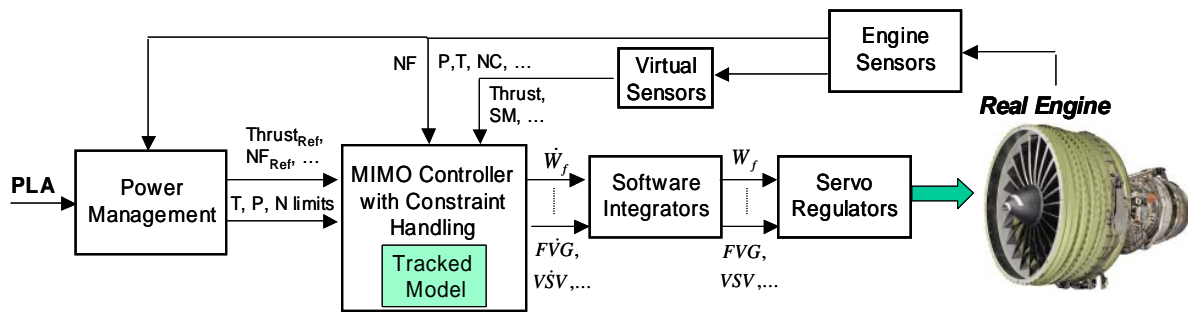 Engine
Sensors
NF
P,T, NC, ...
Virtual
Sensors
Thrust,
SM, ...
Real Engine
Thrust_Ref,
NF_Ref, ...
PLA
Power
Management
T, P, N limits
MIMO Controller
with Constraint
Handling
Tracked
Model
Ẇ_f
FV̇G,
VṠV,...
Software
Integrators
W_f
FVG,
VSV,...
Servo
Regulators